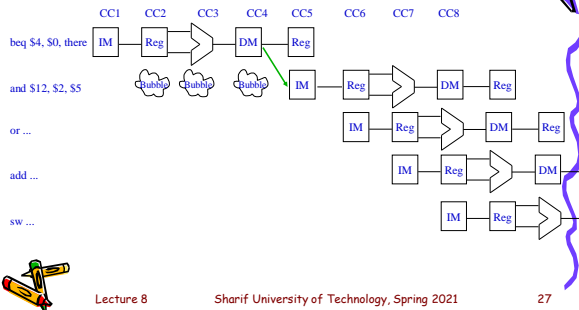 CC1 CC2 CC3 CC4 CC5 CC6 CC7 CC8
beq $4, $0, there IM Reg DM Reg
and $12, $2, $5 Bubble Bubble Bubble IM Reg DM Reg
or ... IM Reg DM Reg
add ... IM Reg DM
sw ... IM Reg
Lecture 8 Sharif University of Technology, Spring 2021 27